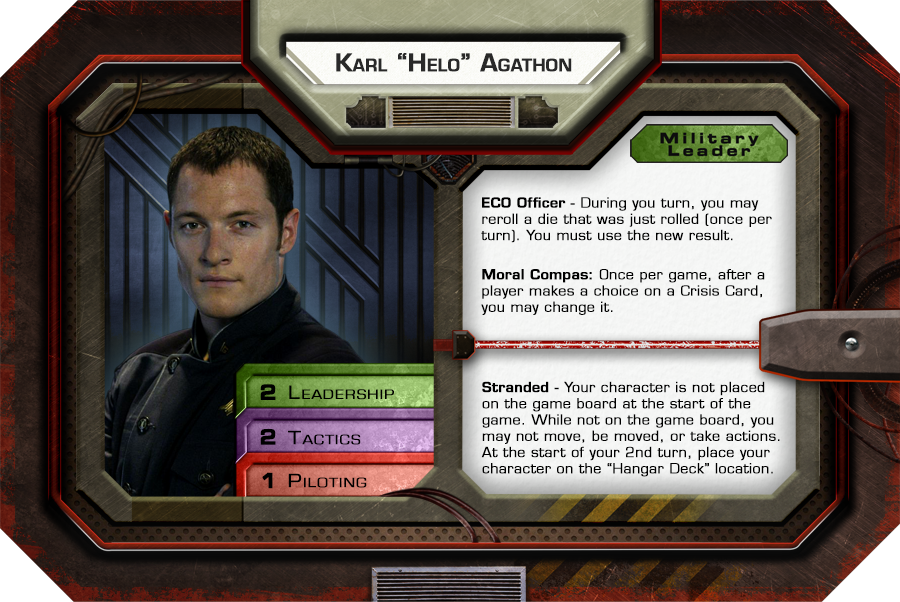 Karl “Helo” Agathon
Military
Leader
ECO Officer - During you turn, you may
reroll a die that was just rolled (once per
turn). You must use the new result.
Moral Compas: Once per game, after a
player makes a choice on a Crisis Card,
you may change it.
Stranded - Your character is not placed
on the game board at the start of the
game. While not on the game board, you
may not move, be moved, or take actions.
At the start of your 2nd turn, place your
character on the “Hangar Deck” location.
2 Leadership
2 Tactics
1 Piloting